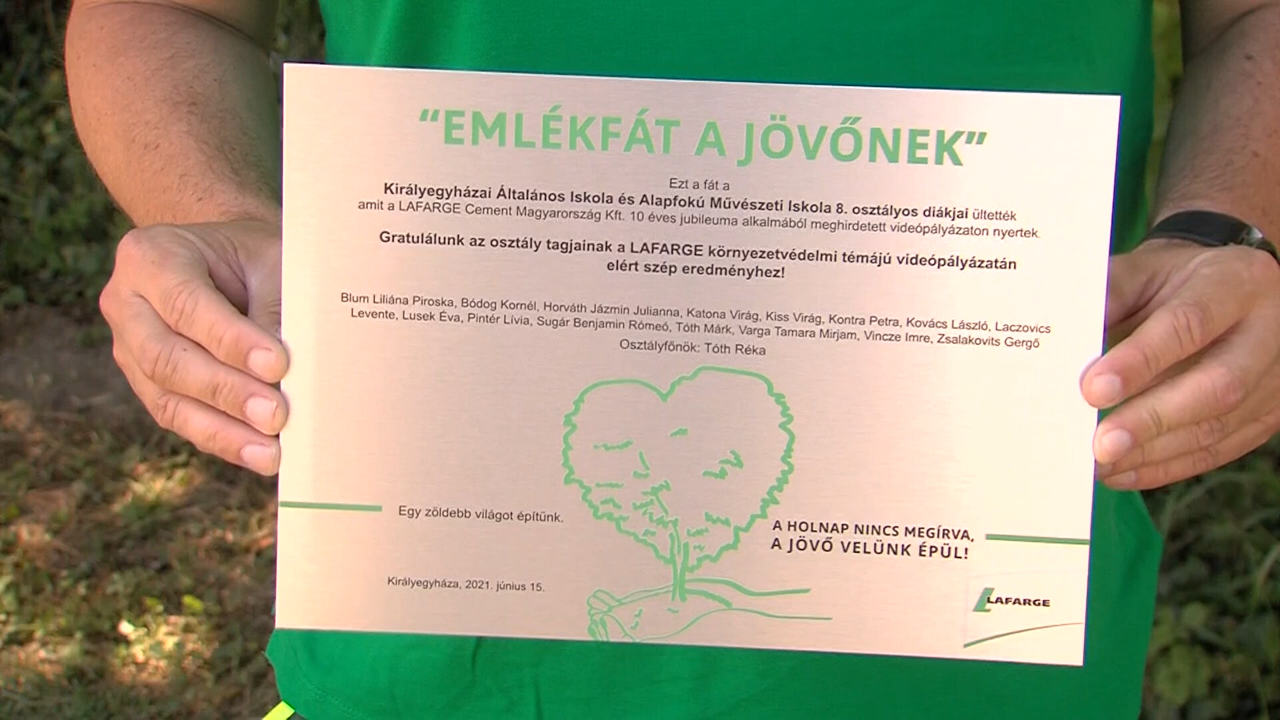 “EMLÉKFÁT A JÖVŐNEK”
Ezt a fát a
Királyegyházai Általános Iskola és Alapfokú Művészeti Iskola 8. osztályos diákjai ültették
amit a LAFARGE Cement Magyarország Kft. 10 éves jubileuma alkalmából meghirdetett videópályázaton nyertek.
Gratulálunk az osztály tagjainak a LAFARGE környezetvédelmi témájú videópályázatán
elért szép eredményhez!
Blum Liliána Piroska, Bódog Kornél, Horváth Jázmin Julianna, Katona Virág, Kiss Virág, Kontra Petra, Kovács László, Laczovics
Levente, Lusek Éva, Pintér Lívia, Sugár Benjamin Rómeó, Tóth Márk, Varga Tamara Mirjam, Vincze Imre, Zsalakovits Gergő
Osztályfőnök: Tóth Réka
Egy zöldebb világot építünk.
A HOLNAP NINCS MEGÍRVA,
A JÖVŐ VELÜNK ÉPÜL!
Királyegyháza, 2021. június 15.
LAFARGE